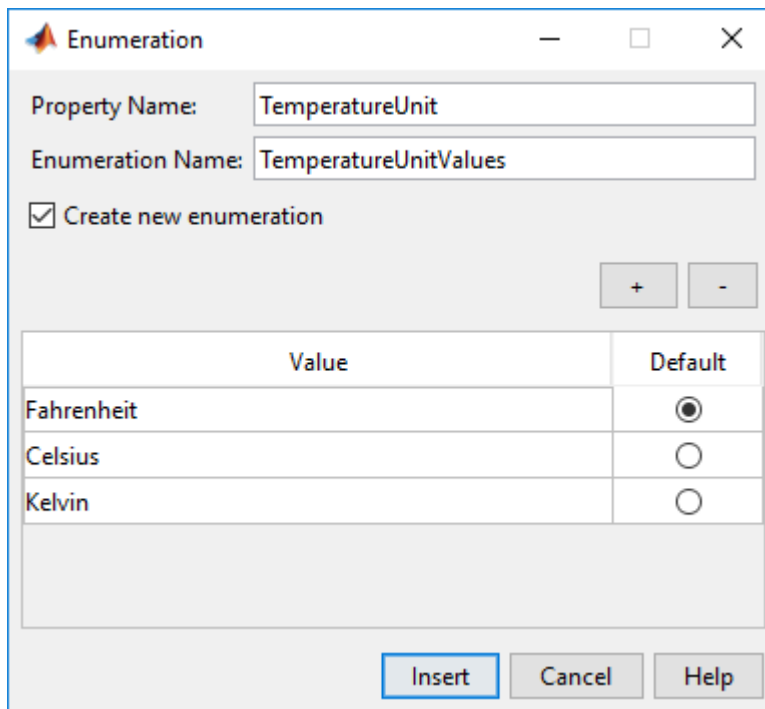 Enumeration
Property Name: TemperatureUnit
Enumeration Name: TemperatureUnitValues
Create new enumeration
+ -
Value Default
Fahrenheit
Celsius
Kelvin
Insert Cancel Help